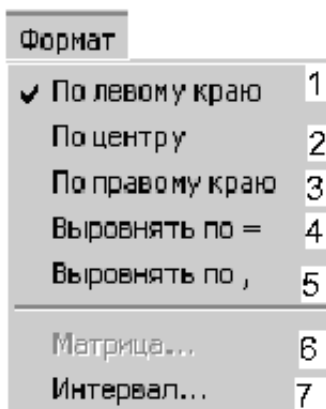 Формат
По левому краю 1
По центру 2
По правому краю 3
Выровнять по = 4
Выровнять по , 5
Матрица... 6
Интервал... 7